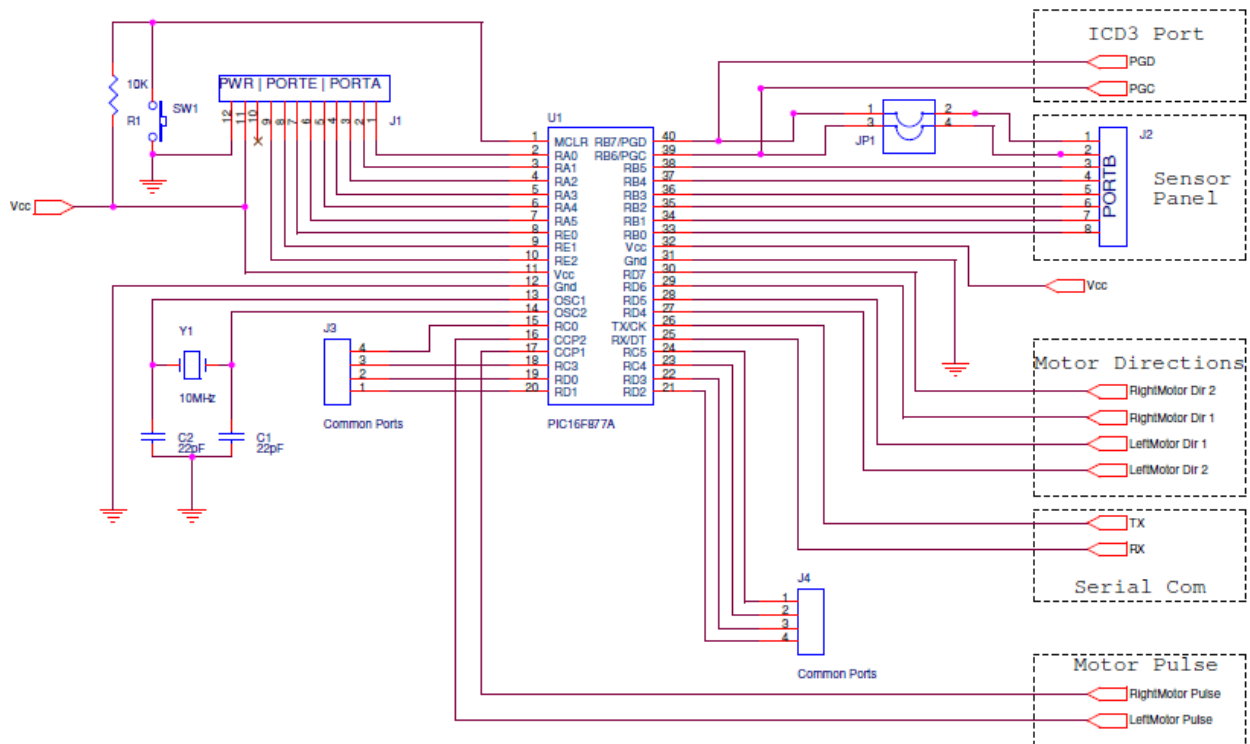 ICD3 Port
PGD
PGC
10K
R1
SW1
PWR | PORTE | PORTA
12
11
10
9
8
7
6
5
4
3
2
1
J1
Vcc
U1
1 MCLR
2 RA0
3 RA1
4 RA2
5 RA3
6 RA4
7 RA5
8 RE0
9 RE1
10 RE2
11 Vcc
12 Gnd
13 OSC1
14 OSC2
15 RC0
16 CCP2
17 CCP1
18 RC3
19 RD0
20 RD1
RB7/PGD 40
RB6/PGC 39
RB5 38
RB4 37
RB3 36
RB2 35
RB1 34
RB0 33
Vcc 32
Gnd 31
RD7 30
RD6 29
RD5 28
RD4 27
TX/CK 26
RX/DT 25
RC5 24
RC4 23
RD3 22
RD2 21
PIC16F877A
1 2
3 4
JP1
J2
1
2
3
4
5
6
7
8
PORTB
Sensor
Panel
Vcc
Y1
10MHz
C2
22pF
C1
22pF
J3
4
3
2
1
Common Ports
Motor Directions
RightMotor Dir 2
RightMotor Dir 1
LeftMotor Dir 1
LeftMotor Dir 2
TX
RX
Serial Com
J4
1
2
3
4
Common Ports
Motor Pulse
RightMotor Pulse
LeftMotor Pulse